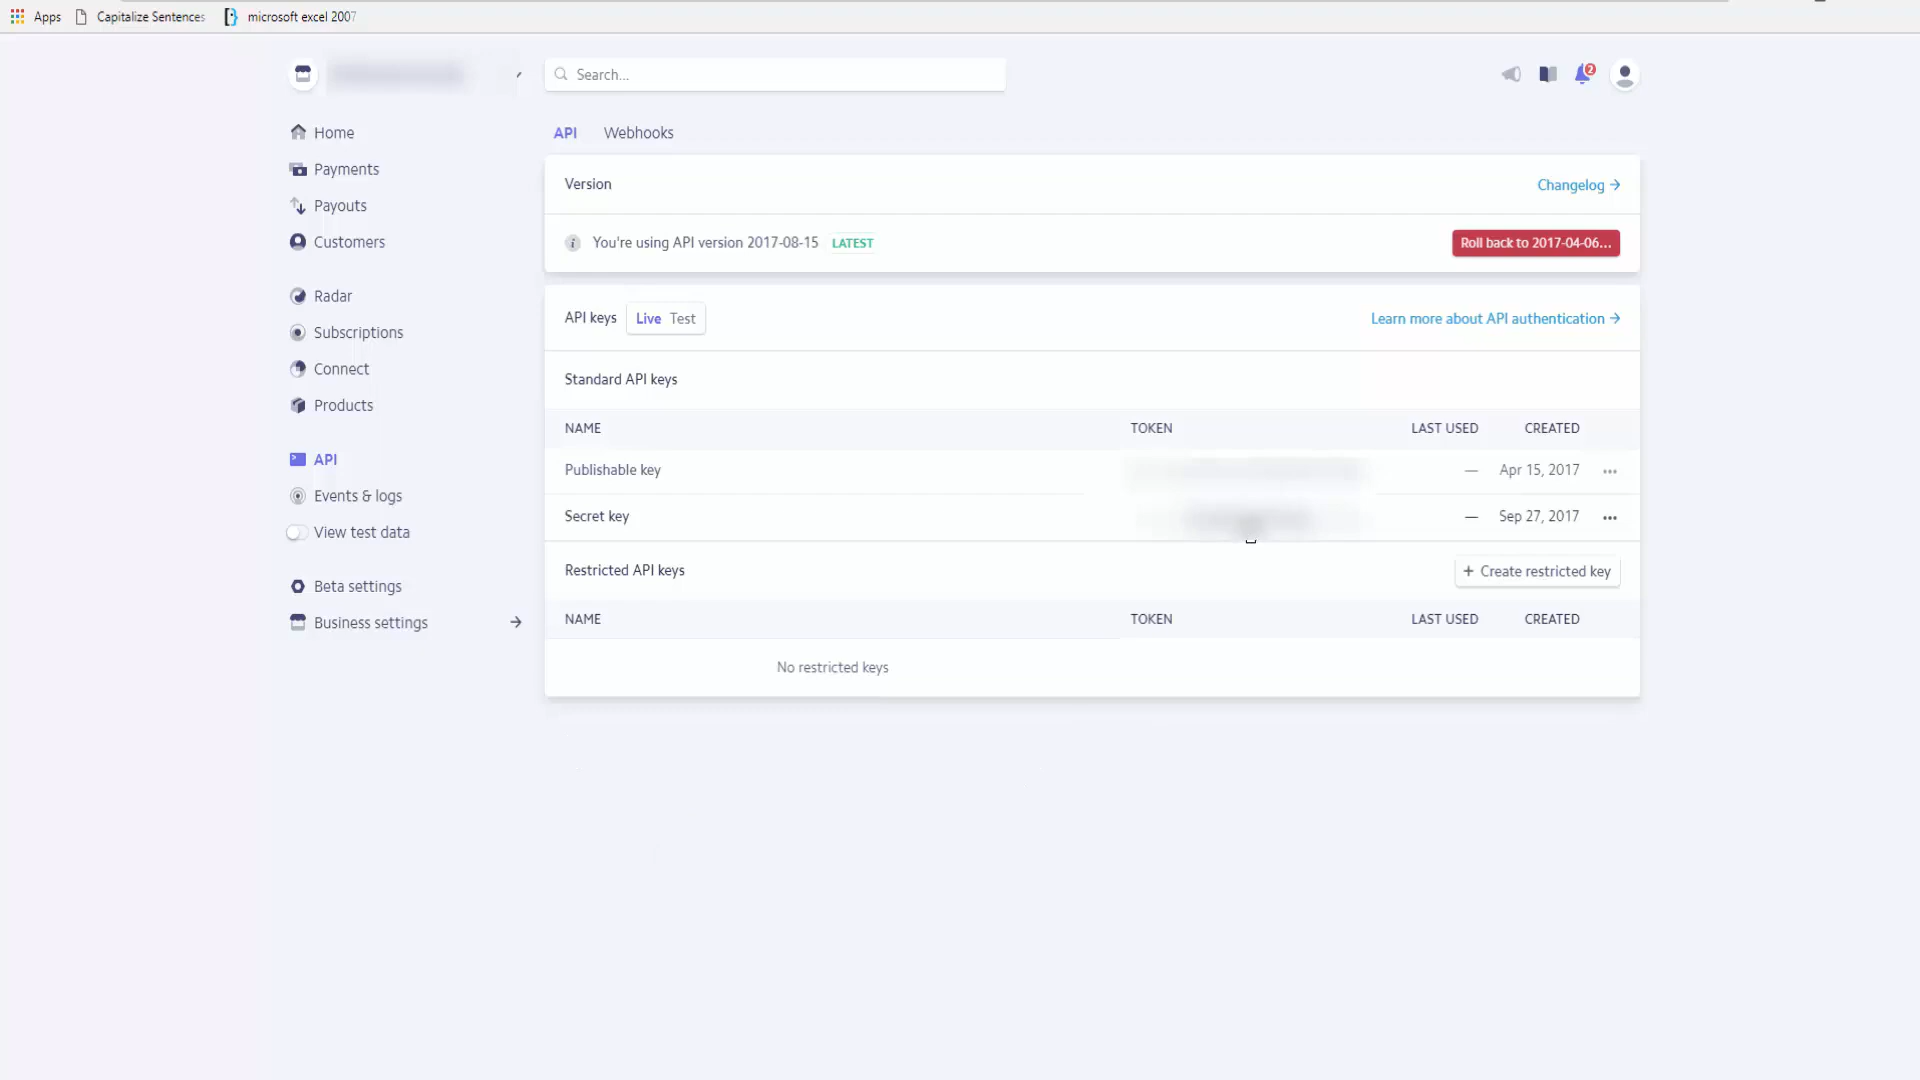 Apps Capitalize Sentences microsoft excel 2007
Search...
2
Home
Payments
Payouts
Customers
Radar
Subscriptions
Connect
Products
API
Events & logs
View test data
Beta settings
Business settings
API Webhooks
Version Changelog
You're using API version 2017-08-15 LATEST Roll back to 2017-04-06...
API keys Live Test Learn more about API authentication
Standard API keys
NAME TOKEN LAST USED CREATED
Publishable key — Apr 15, 2017 ...
Secret key — Sep 27, 2017 ...
Restricted API keys + Create restricted key
NAME TOKEN LAST USED CREATED
No restricted keys